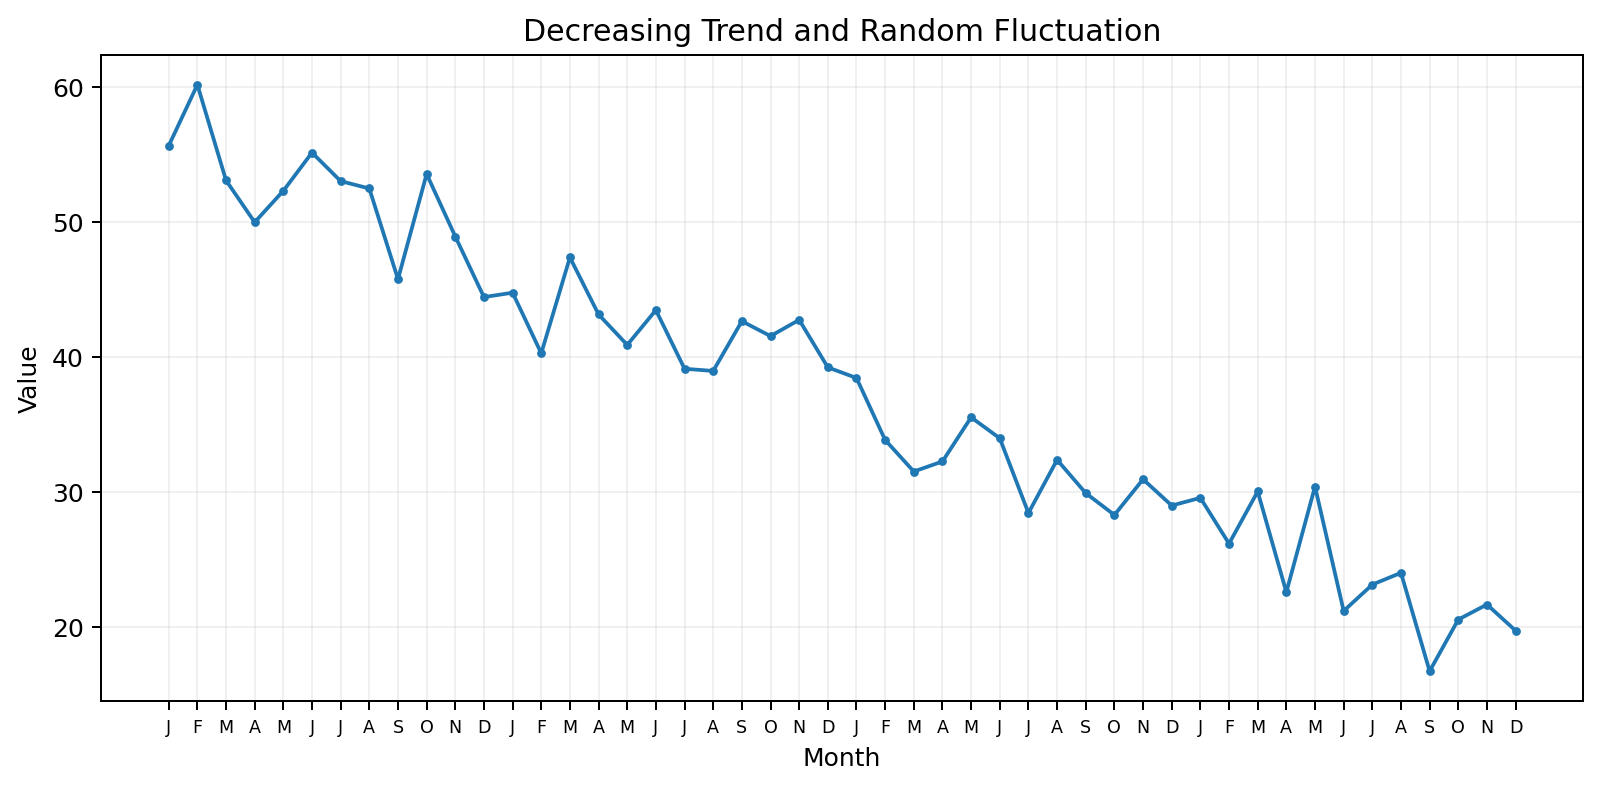 Decreasing Trend and Random Fluctuation
Value
60
50
40
30
20
J F M A M J J A S O N D J F M A M J J A S O N D J F M A M J J A S O N D J F M A M J J A S O N D
Month